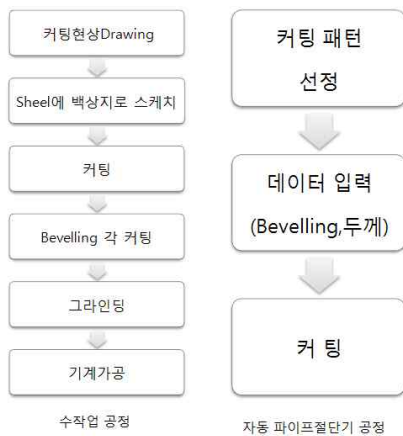 커팅현상Drawing
Sheel에 백상지로 스케치
커팅
Bevelling 각 커팅
그라인딩
기계가공
수작업 공정
커팅 패턴
선정
데이터 입력
(Bevelling,두께)
커 팅
자동 파이프절단기 공정